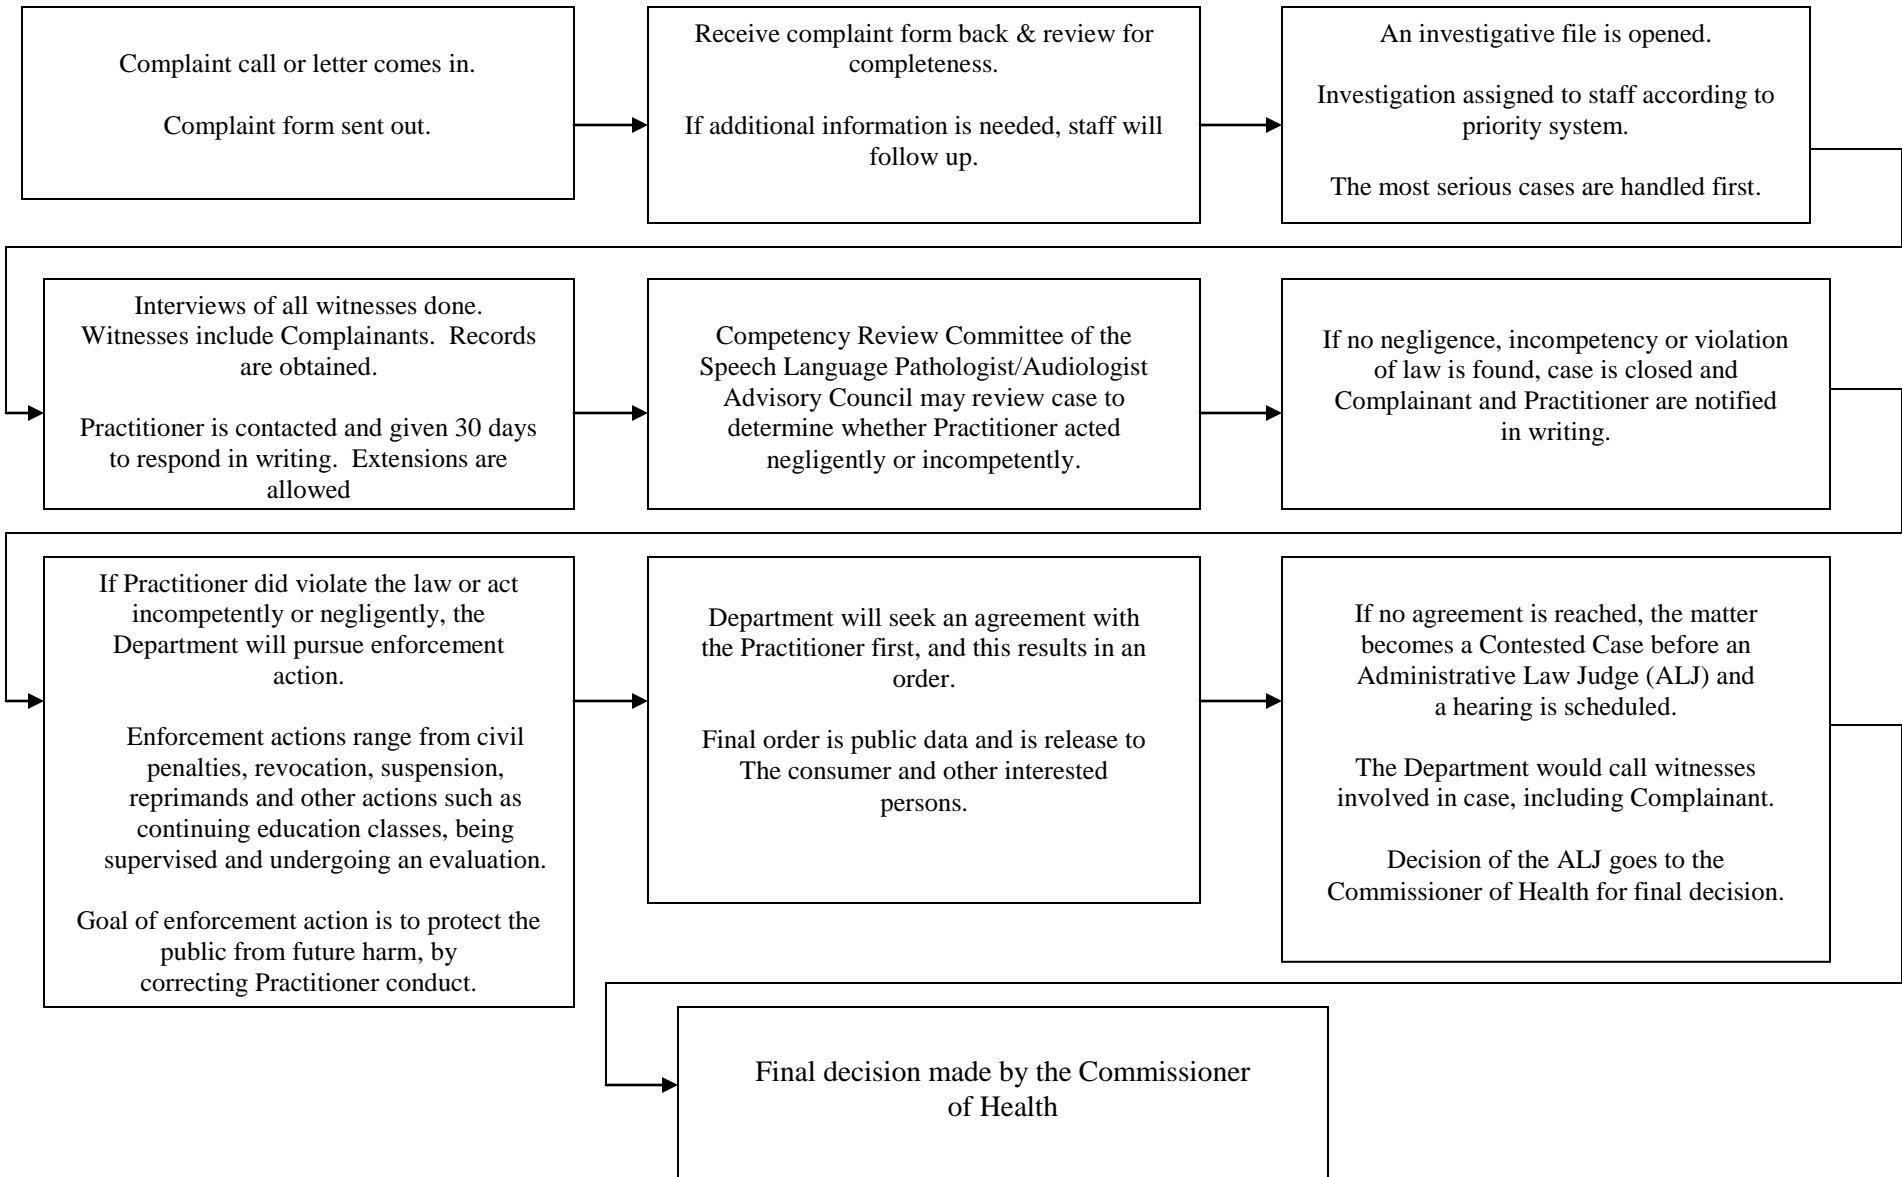 Complaint call or letter comes in.
Complaint form sent out.
Receive complaint form back & review for
completeness.
If additional information is needed, staff will
follow up.
An investigative file is opened.
Investigation assigned to staff according to
priority system.
The most serious cases are handled first.
Interviews of all witnesses done.
Witnesses include Complainants.  Records
are obtained.
Practitioner is contacted and given 30 days
to respond in writing.  Extensions are
allowed
Competency Review Committee of the
Speech Language Pathologist/Audiologist
Advisory Council may review case to
determine whether Practitioner acted
negligently or incompetently.
If no negligence, incompetency or violation
of law is found, case is closed and
Complainant and Practitioner are notified
in writing.
If Practitioner did violate the law or act
incompetently or negligently, the
Department will pursue enforcement
action.
Enforcement actions range from civil
penalties, revocation, suspension,
reprimands and other actions such as
continuing education classes, being
supervised and undergoing an evaluation.
Goal of enforcement action is to protect the
public from future harm, by
correcting Practitioner conduct.
Department will seek an agreement with
the Practitioner first, and this results in an
order.
Final order is public data and is release to
The consumer and other interested
persons.
If no agreement is reached, the matter
becomes a Contested Case before an
Administrative Law Judge (ALJ) and
a hearing is scheduled.
The Department would call witnesses
involved in case, including Complainant.
Decision of the ALJ goes to the
Commissioner of Health for final decision.
Final decision made by the Commissioner
of Health